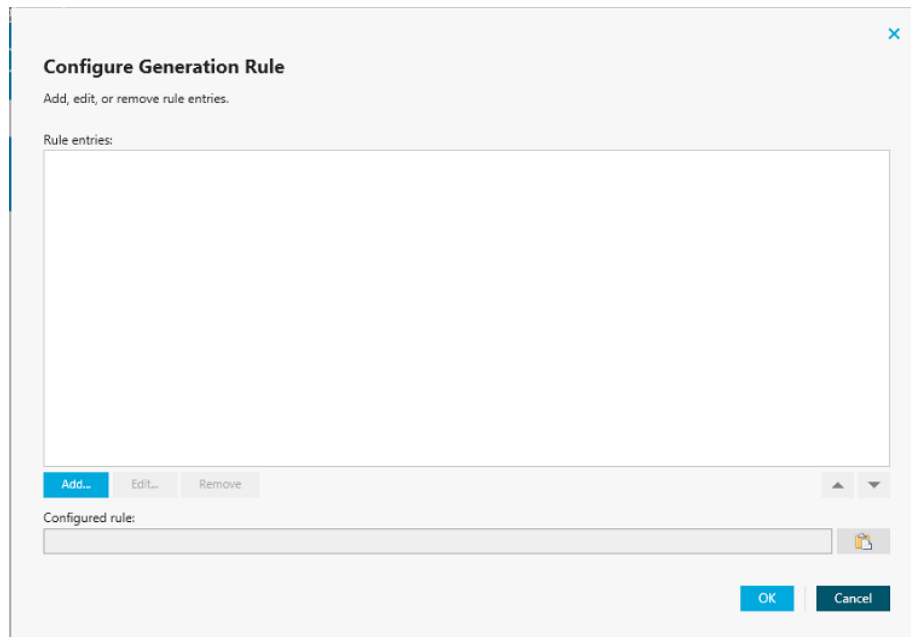 Configure Generation Rule
Add, edit, or remove rule entries.
Rule entries:
Add... Edit... Remove
Configured rule:
OK Cancel